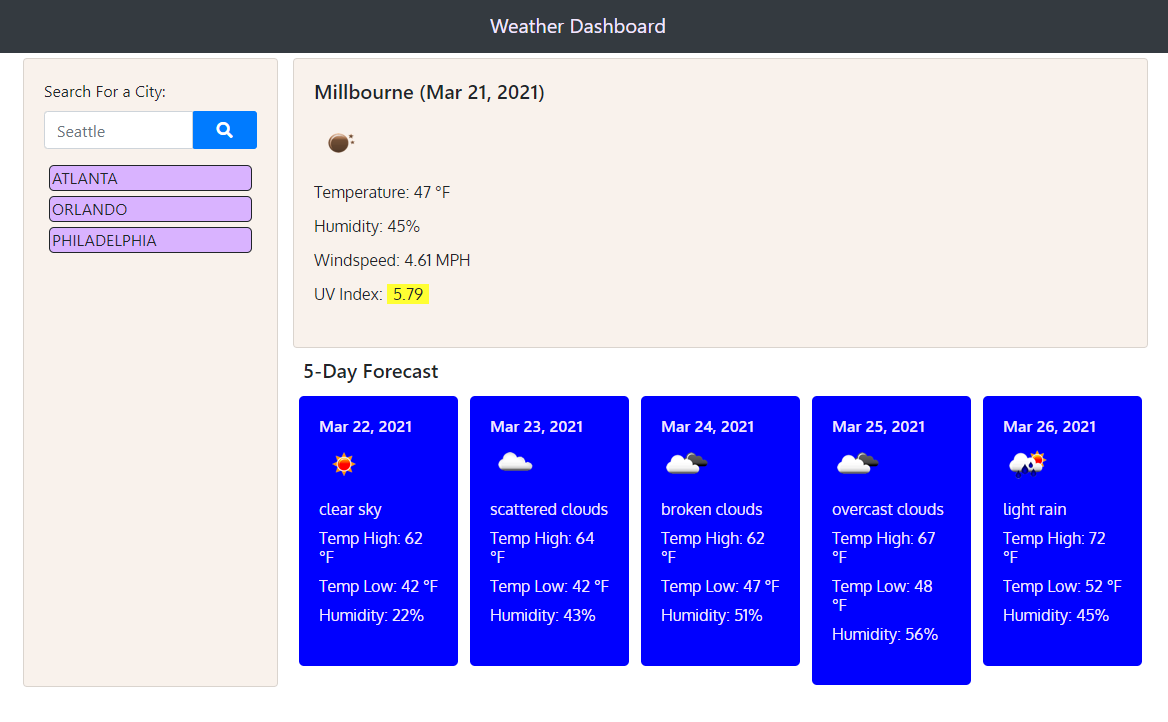 Weather Dashboard
Search For a City:
Seattle
ATLANTA
ORLANDO
PHILADELPHIA
Millbourne (Mar 21, 2021)
Temperature: 47 °F
Humidity: 45%
Windspeed: 4.61 MPH
UV Index: 5.79
5-Day Forecast
Mar 22, 2021
clear sky
Temp High: 62
°F
Temp Low: 42 °F
Humidity: 22%
Mar 23, 2021
scattered clouds
Temp High: 64
°F
Temp Low: 42 °F
Humidity: 43%
Mar 24, 2021
broken clouds
Temp High: 62
°F
Temp Low: 47 °F
Humidity: 51%
Mar 25, 2021
overcast clouds
Temp High: 67
°F
Temp Low: 48
°F
Humidity: 56%
Mar 26, 2021
light rain
Temp High: 72
°F
Temp Low: 52 °F
Humidity: 45%